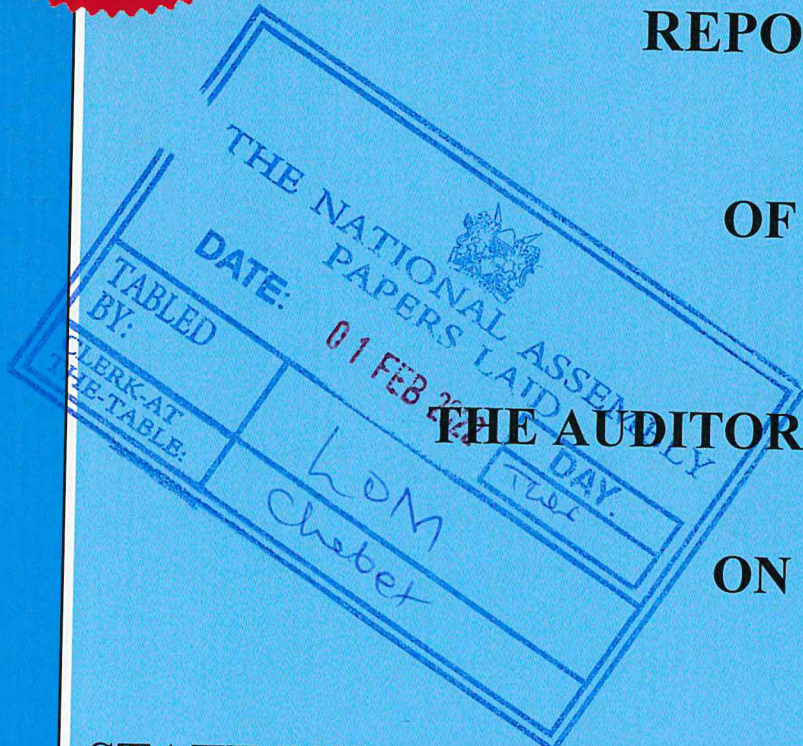 REPO
OF
THE NATIONAL ASSEMBLY
PAPERS LAID
DATE: 01 FEB 2022
DAY.
TABLED
BY:
LOM
CLERK-AT
THE-TABLE:
Chebet
THE AUDITOR
ON